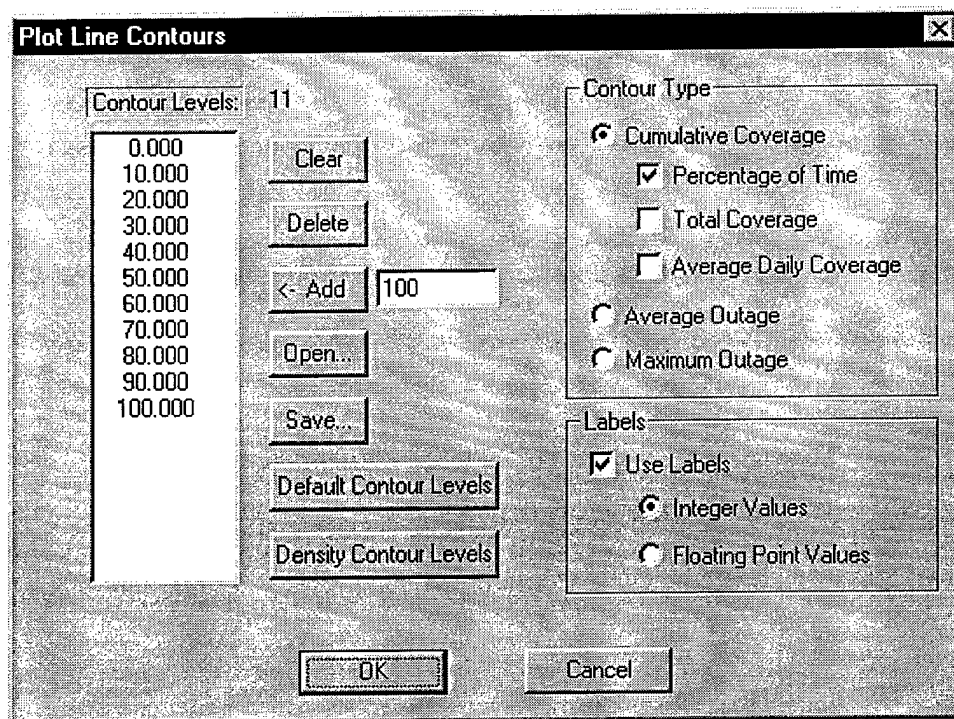 Plot Line Contours
Contour Levels: 11
0.000
10.000
20.000
30.000
40.000
50.000
60.000
70.000
80.000
90.000
100.000
Clear
Delete
<- Add 100
Open...
Save...
Default Contour Levels
Density Contour Levels
Contour Type
Cumulative Coverage
Percentage of Time
Total Coverage
Average Daily Coverage
Average Outage
Maximum Outage
Labels
Use Labels
Integer Values
Floating Point Values
OK
Cancel